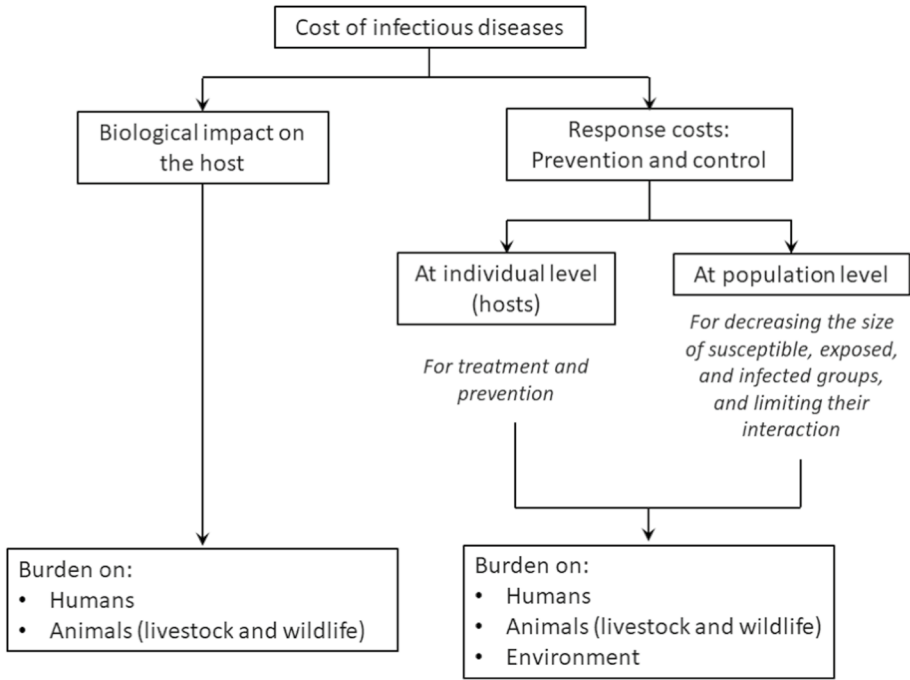 Cost of infectious diseases
Biological impact on
the host
Response costs:
Prevention and control
At individual level
(hosts)
At population level
For treatment and
prevention
For decreasing the size
of susceptible, exposed,
and infected groups,
and limiting their
interaction
Burden on:
• Humans
• Animals (livestock and wildlife)
Burden on:
• Humans
• Animals (livestock and wildlife)
• Environment